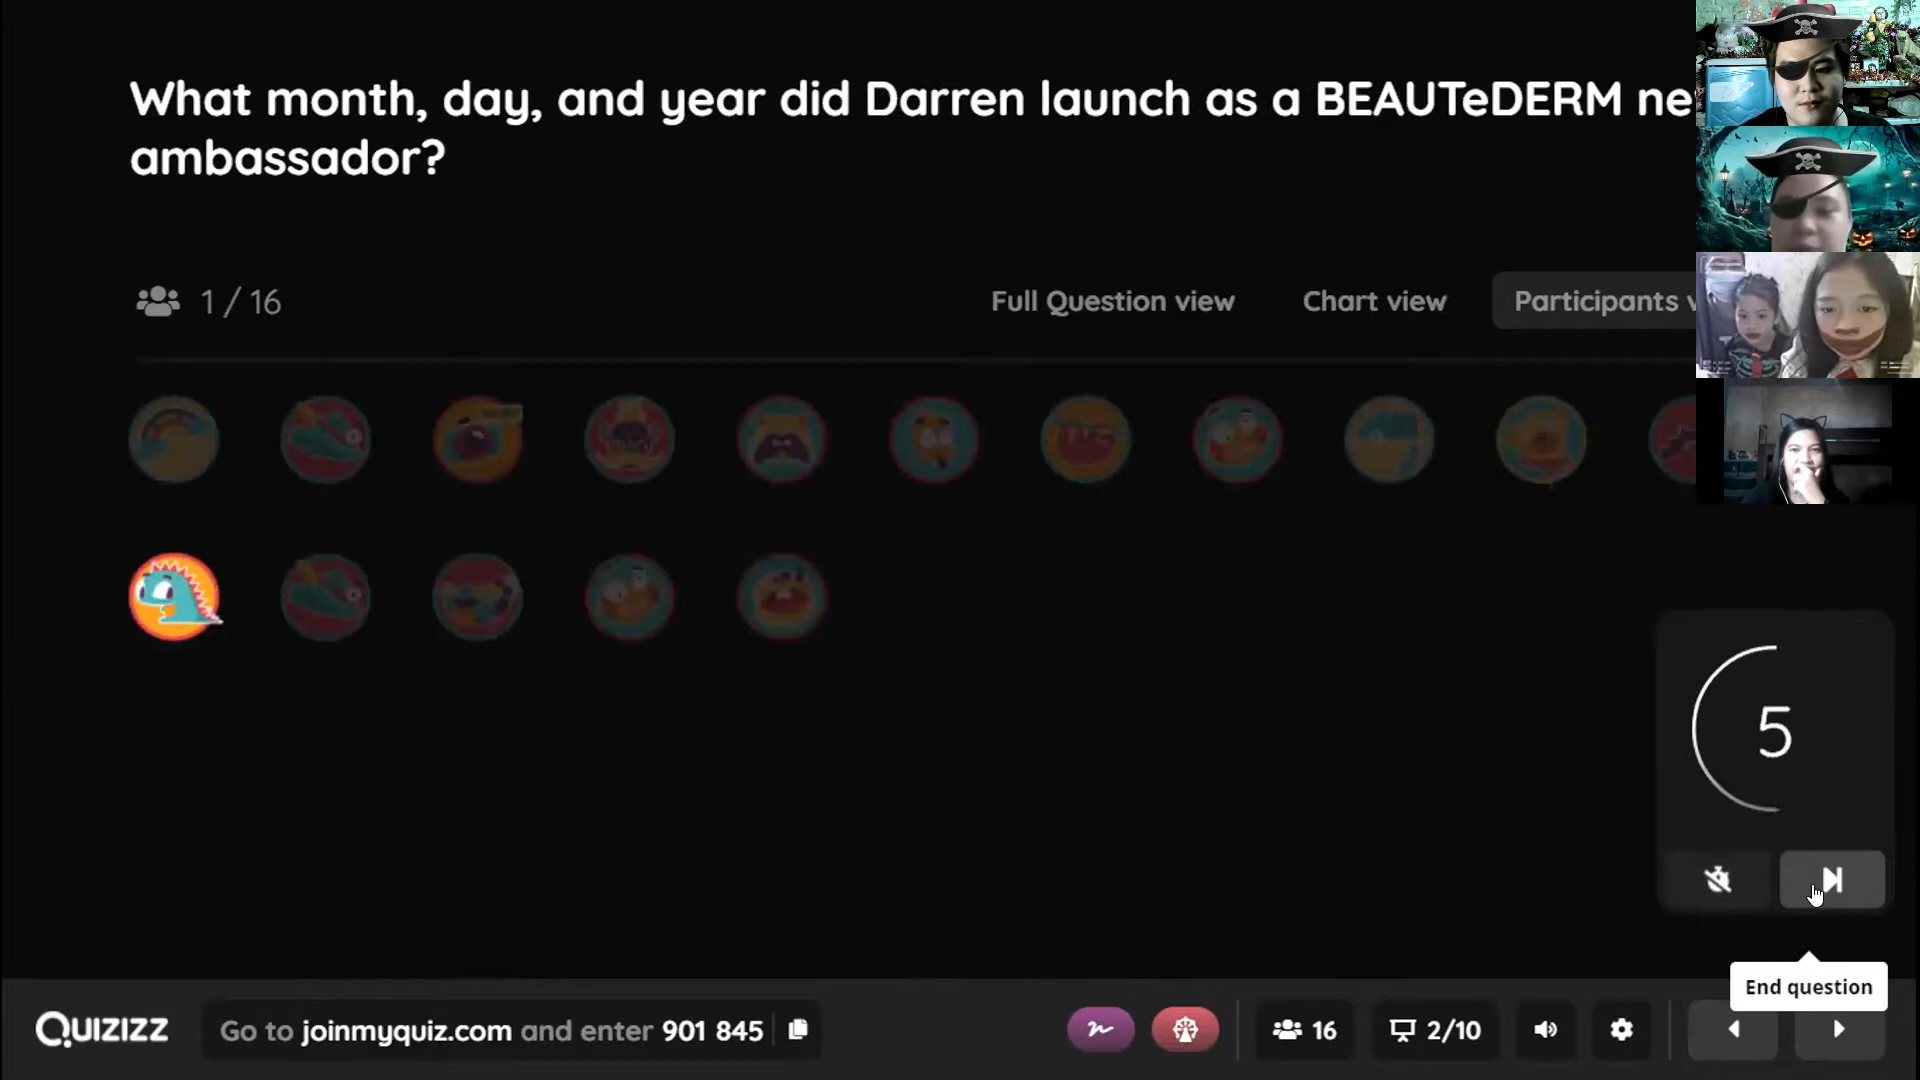 What month, day, and year did Darren launch as a BEAUTeDERM ne
ambassador?
1 / 16
Full Question view
Chart view
Participants v
5
End question
QUIZIZZ
Go to joinmyquiz.com and enter 901 845
16
2/10